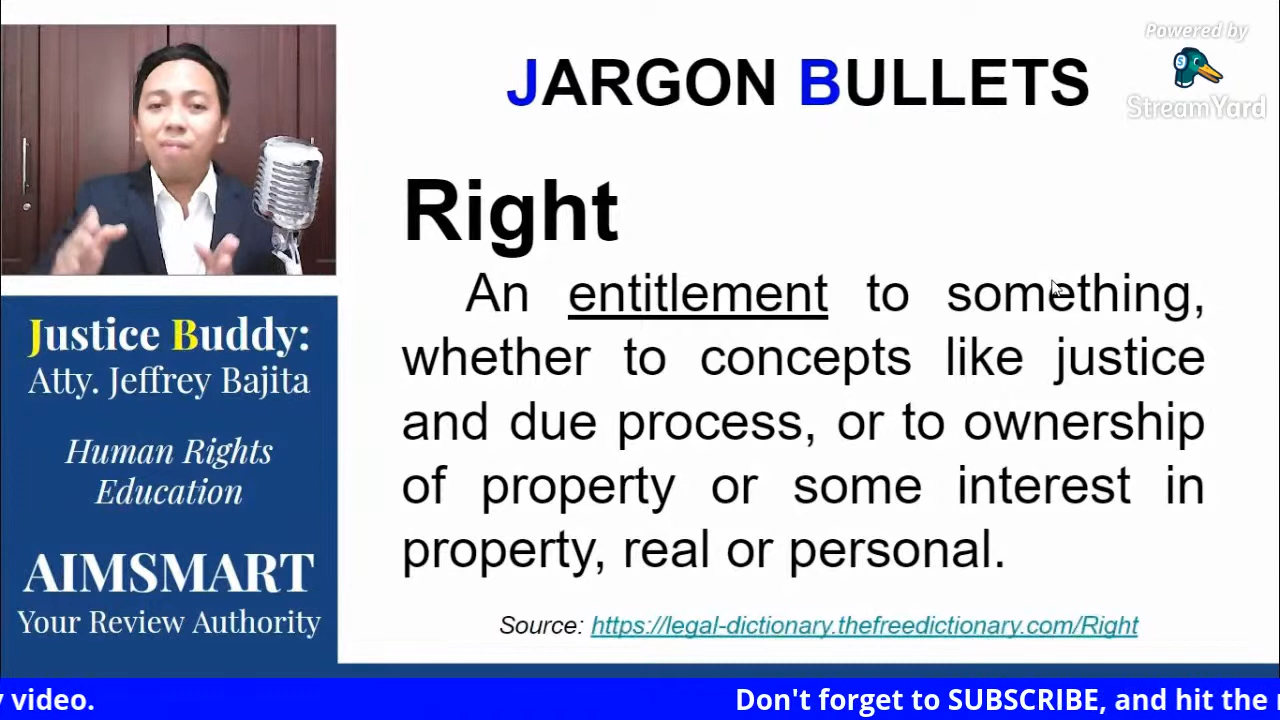 Powered by
StreamYard
JARGON BULLETS
Right
An entitlement to something,
whether to concepts like justice
and due process, or to ownership
of property or some interest in
property, real or personal.
Source: https://legal-dictionary.thefreedictionary.com/Right
Justice Buddy:
Atty. Jeffrey Bajita
Human Rights
Education
AIMSMART
Your Review Authority
video.
Don't forget to SUBSCRIBE, and hit the